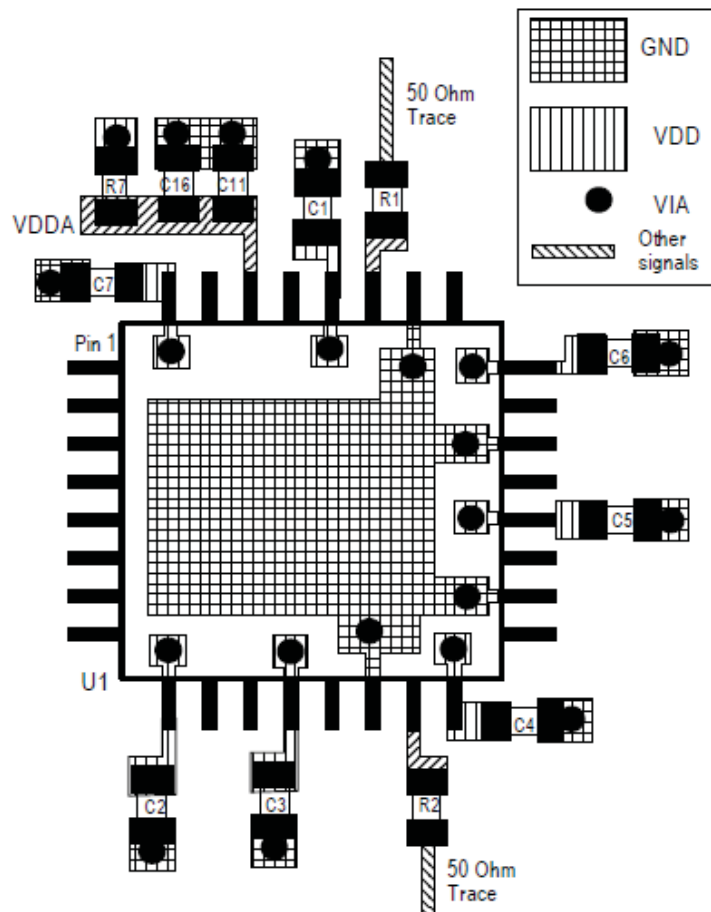 GND
50 Ohm
Trace
VDD
R7
C16
C11
C1
R1
VIA
VDDA
Other
signals
C7
Pin 1
C6
C5
U1
C4
C2
C3
R2
50 Ohm
Trace